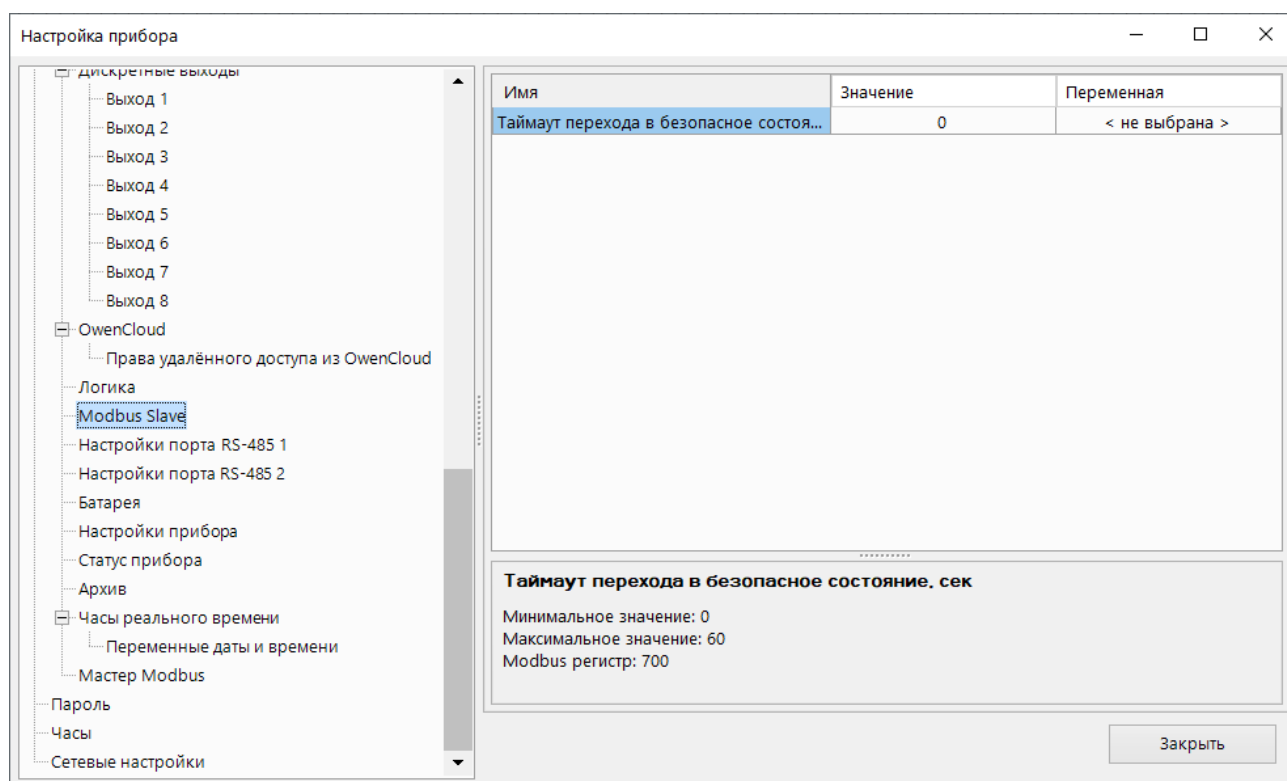 Настройка прибора
Дискретные выходы
Выход 1
Выход 2
Выход 3
Выход 4
Выход 5
Выход 6
Выход 7
Выход 8
OwenCloud
Права удалённого доступа из OwenCloud
Логика
Modbus Slave
Настройки порта RS-485 1
Настройки порта RS-485 2
Батарея
Настройки прибора
Статус прибора
Архив
Часы реального времени
Переменные даты и времени
Мастер Modbus
Пароль
Часы
Сетевые настройки
Имя Значение Переменная
Таймаут перехода в безопасное состоя... 0 < не выбрана >
Таймаут перехода в безопасное состояние, сек
Минимальное значение: 0
Максимальное значение: 60
Modbus регистр: 700
Закрыть